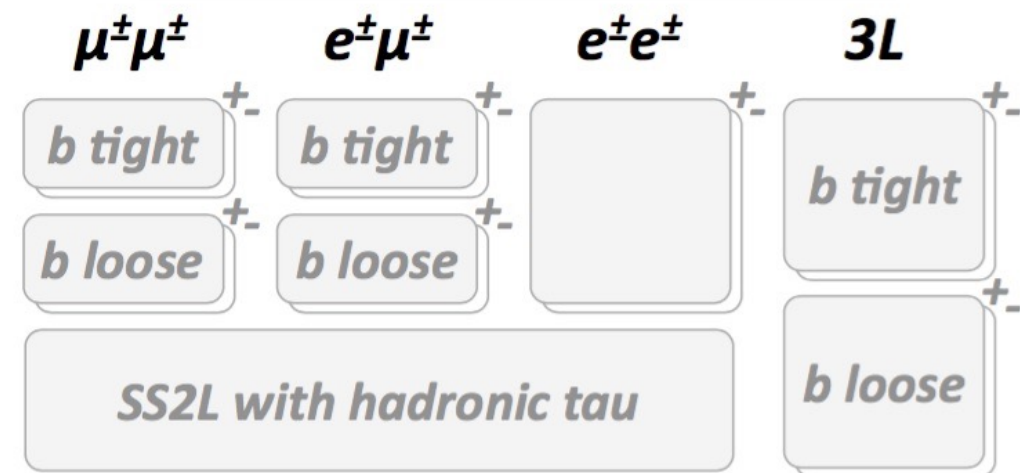 μ±μ± e±μ± e±e± 3L
+- +- +- +-
b tight b tight b tight
+- +-
b loose b loose
+-
b loose
SS2L with hadronic tau